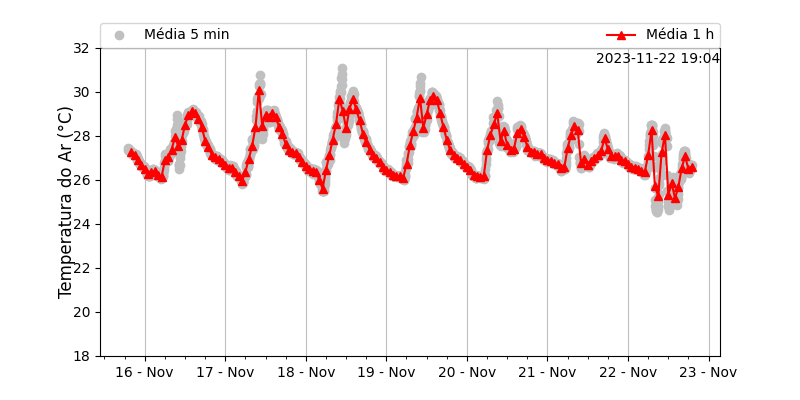 Média 5 min
Média 1 h
2023-11-22 19:04
Temperatura do Ar (°C)
32
30
28
26
24
22
20
18
16 - Nov
17 - Nov
18 - Nov
19 - Nov
20 - Nov
21 - Nov
22 - Nov
23 - Nov